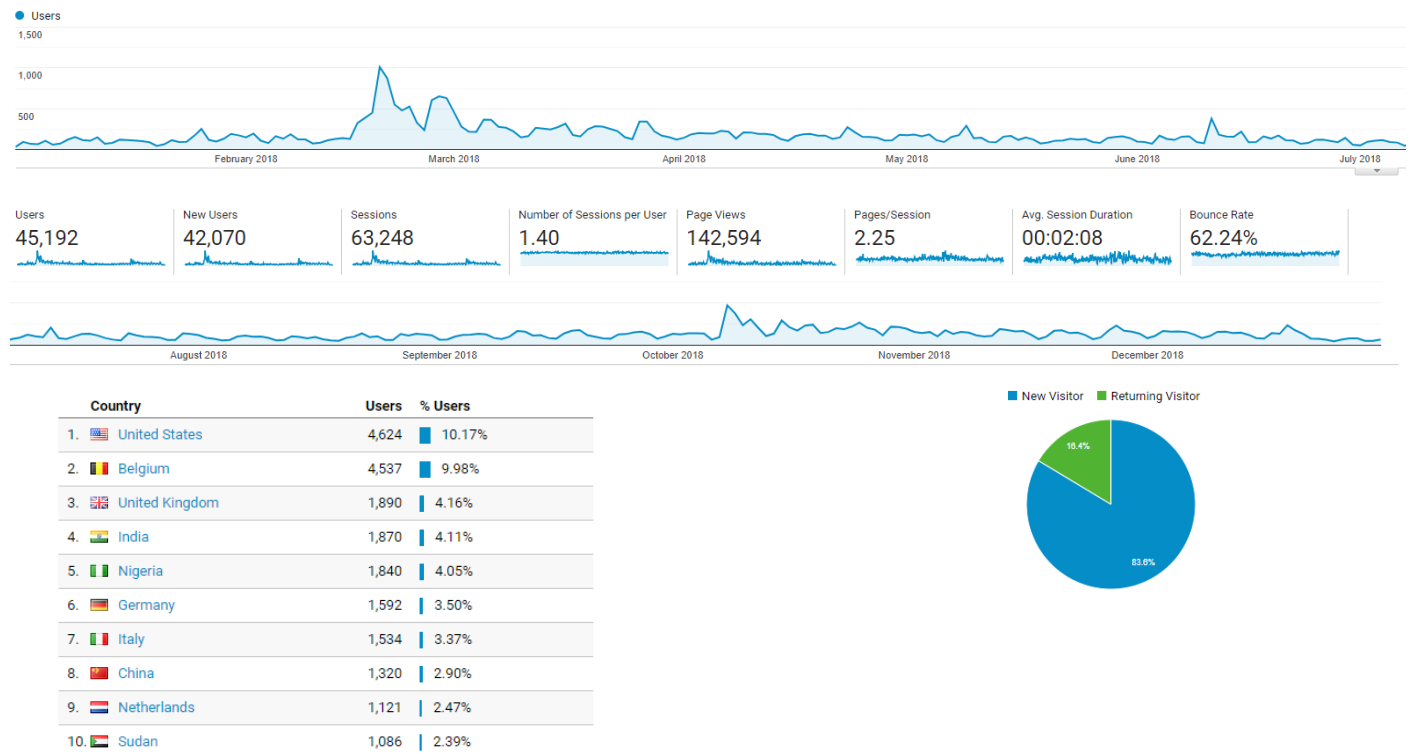 Users
1,500
1,000
500
February 2018 March 2018 April 2018 May 2018 June 2018 July 2018
Users New Users Sessions Number of Sessions per User Page Views Pages/Session Avg. Session Duration Bounce Rate
45,192 42,070 63,248 1.40 142,594 2.25 00:02:08 62.24%
August 2018 September 2018 October 2018 November 2018 December 2018
Country Users % Users
1. United States 4,624 10.17%
2. Belgium 4,537 9.98%
3. United Kingdom 1,890 4.16%
4. India 1,870 4.11%
5. Nigeria 1,840 4.05%
6. Germany 1,592 3.50%
7. Italy 1,534 3.37%
8. China 1,320 2.90%
9. Netherlands 1,121 2.47%
10. Sudan 1,086 2.39%
New Visitor Returning Visitor
16.4%
83.6%